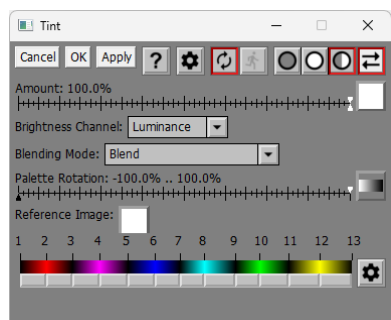 Tint
Cancel OK Apply ?
Amount: 100.0%
Brightness Channel: Luminance
Blending Mode: Blend
Palette Rotation: -100.0% .. 100.0%
Reference Image:
1 2 3 4 5 6 7 8 9 10 11 12 13